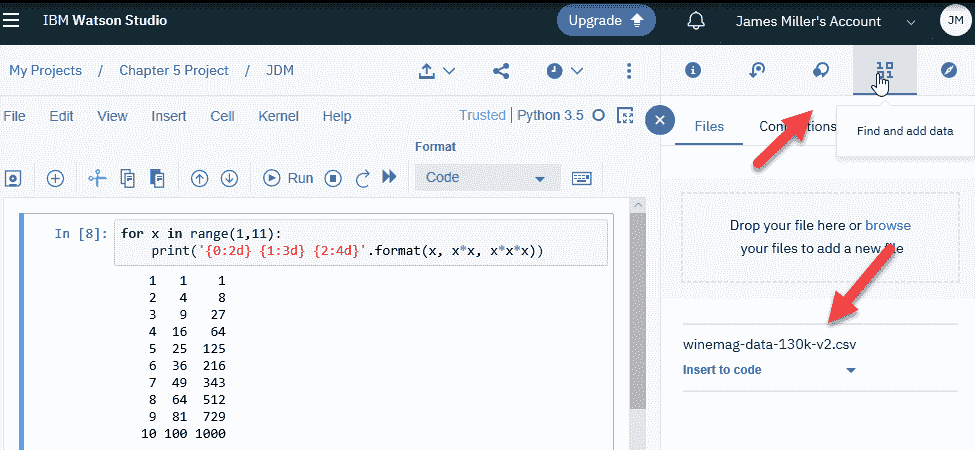 IBM Watson Studio
Upgrade
James Miller's Account
JM
My Projects / Chapter 5 Project / JDM
File Edit View Insert Cell Kernel Help
Trusted | Python 3.5
Format
Run
Code
In [8]:
for x in range(1,11):
    print('{0:2d} {1:3d} {2:4d}'.format(x, x*x, x*x*x))
1 1 1
2 4 8
3 9 27
4 16 64
5 25 125
6 36 216
7 49 343
8 64 512
9 81 729
10 100 1000
Files
Connections
Find and add data
Drop your file here or browse
your files to add a new file
winemag-data-130k-v2.csv
Insert to code